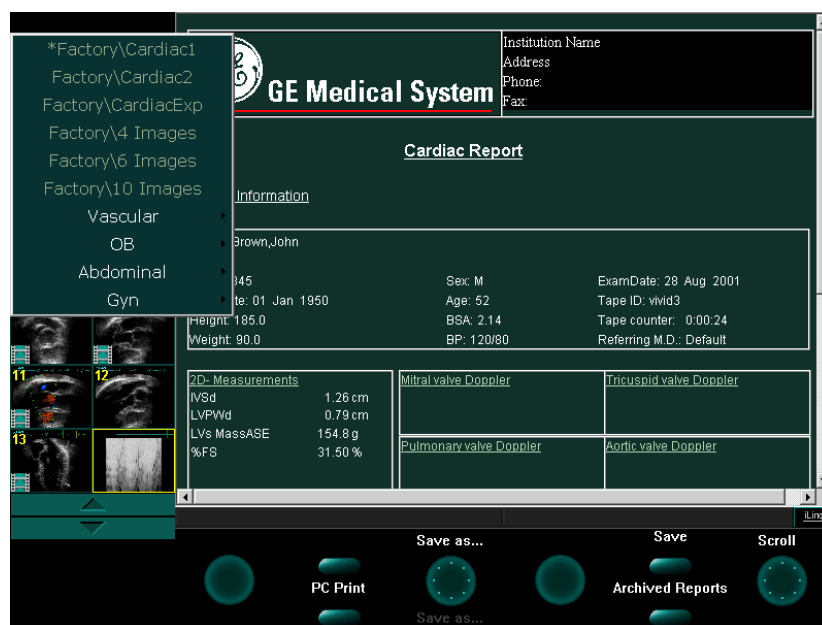 *Factory\Cardiac1
Factory\Cardiac2
Factory\CardiacExp
Factory\4 Images
Factory\6 Images
Factory\10 Images
Vascular
OB
Abdominal
Gyn
GE Medical System
Institution Name
Address
Phone:
Fax:
Cardiac Report
Information
Brown,John
345 Sex: M ExamDate: 28 Aug 2001
te: 01 Jan 1950 Age: 52 Tape ID: vivid3
Height: 185.0 BSA: 2.14 Tape counter: 0:00:24
Weight: 90.0 BP: 120/80 Referring M.D.: Default
11 12
13
2D- Measurements
IVSd 1.26 cm
LVPWd 0.79 cm
LVs MassASE 154.8 g
%FS 31.50 %
Mitral valve Doppler
Tricuspid valve Doppler
Pulmonary valve Doppler
Aortic valve Doppler
Save as... Save Scroll
PC Print Archived Reports
Save as...